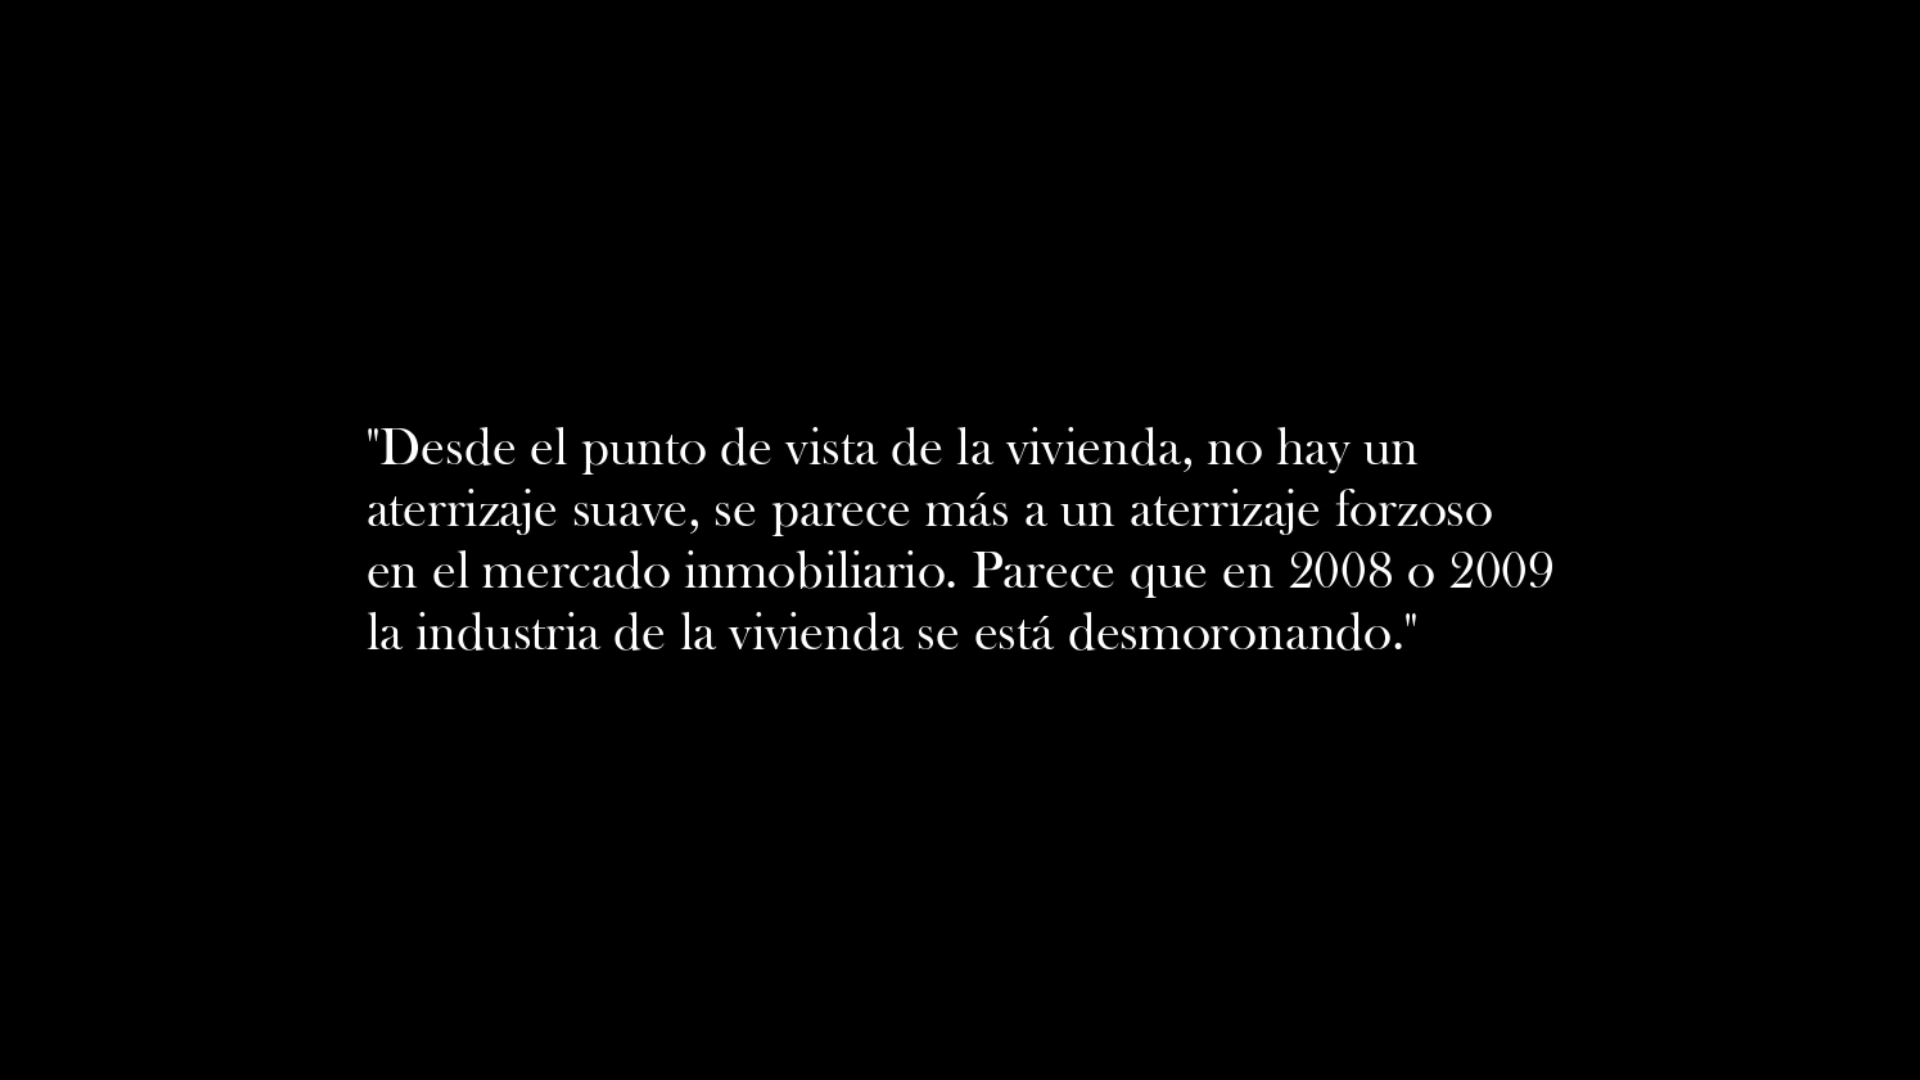 "Desde el punto de vista de la vivienda, no hay un
aterrizaje suave, se parece más a un aterrizaje forzoso
en el mercado inmobiliario. Parece que en 2008 o 2009
la industria de la vivienda se está desmoronando."